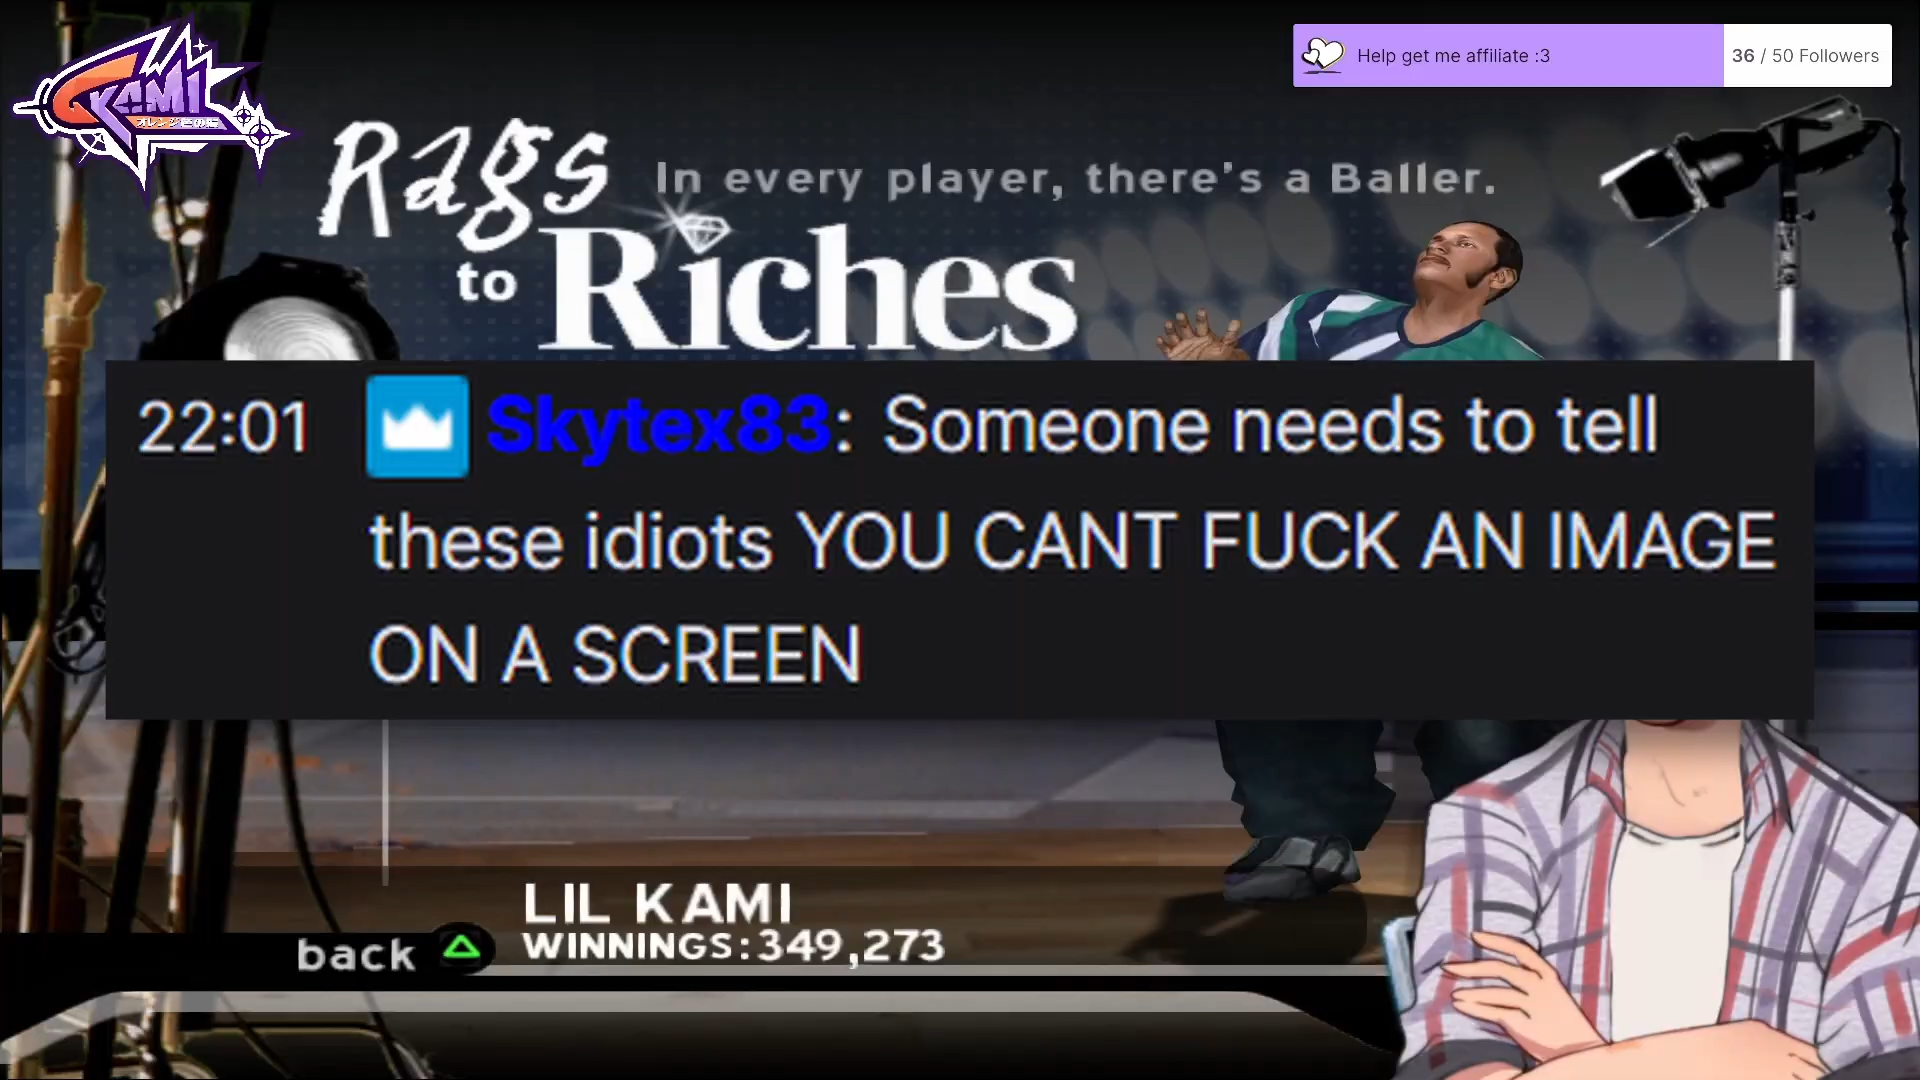 KAMI
Help get me affiliate :3
36 / 50 Followers
Rags
to Riches
In every player, there's a Baller.
22:01 Skytex83: Someone needs to tell
these idiots YOU CANT FUCK AN IMAGE
ON A SCREEN
LIL KAMI
WINNINGS:349,273
back